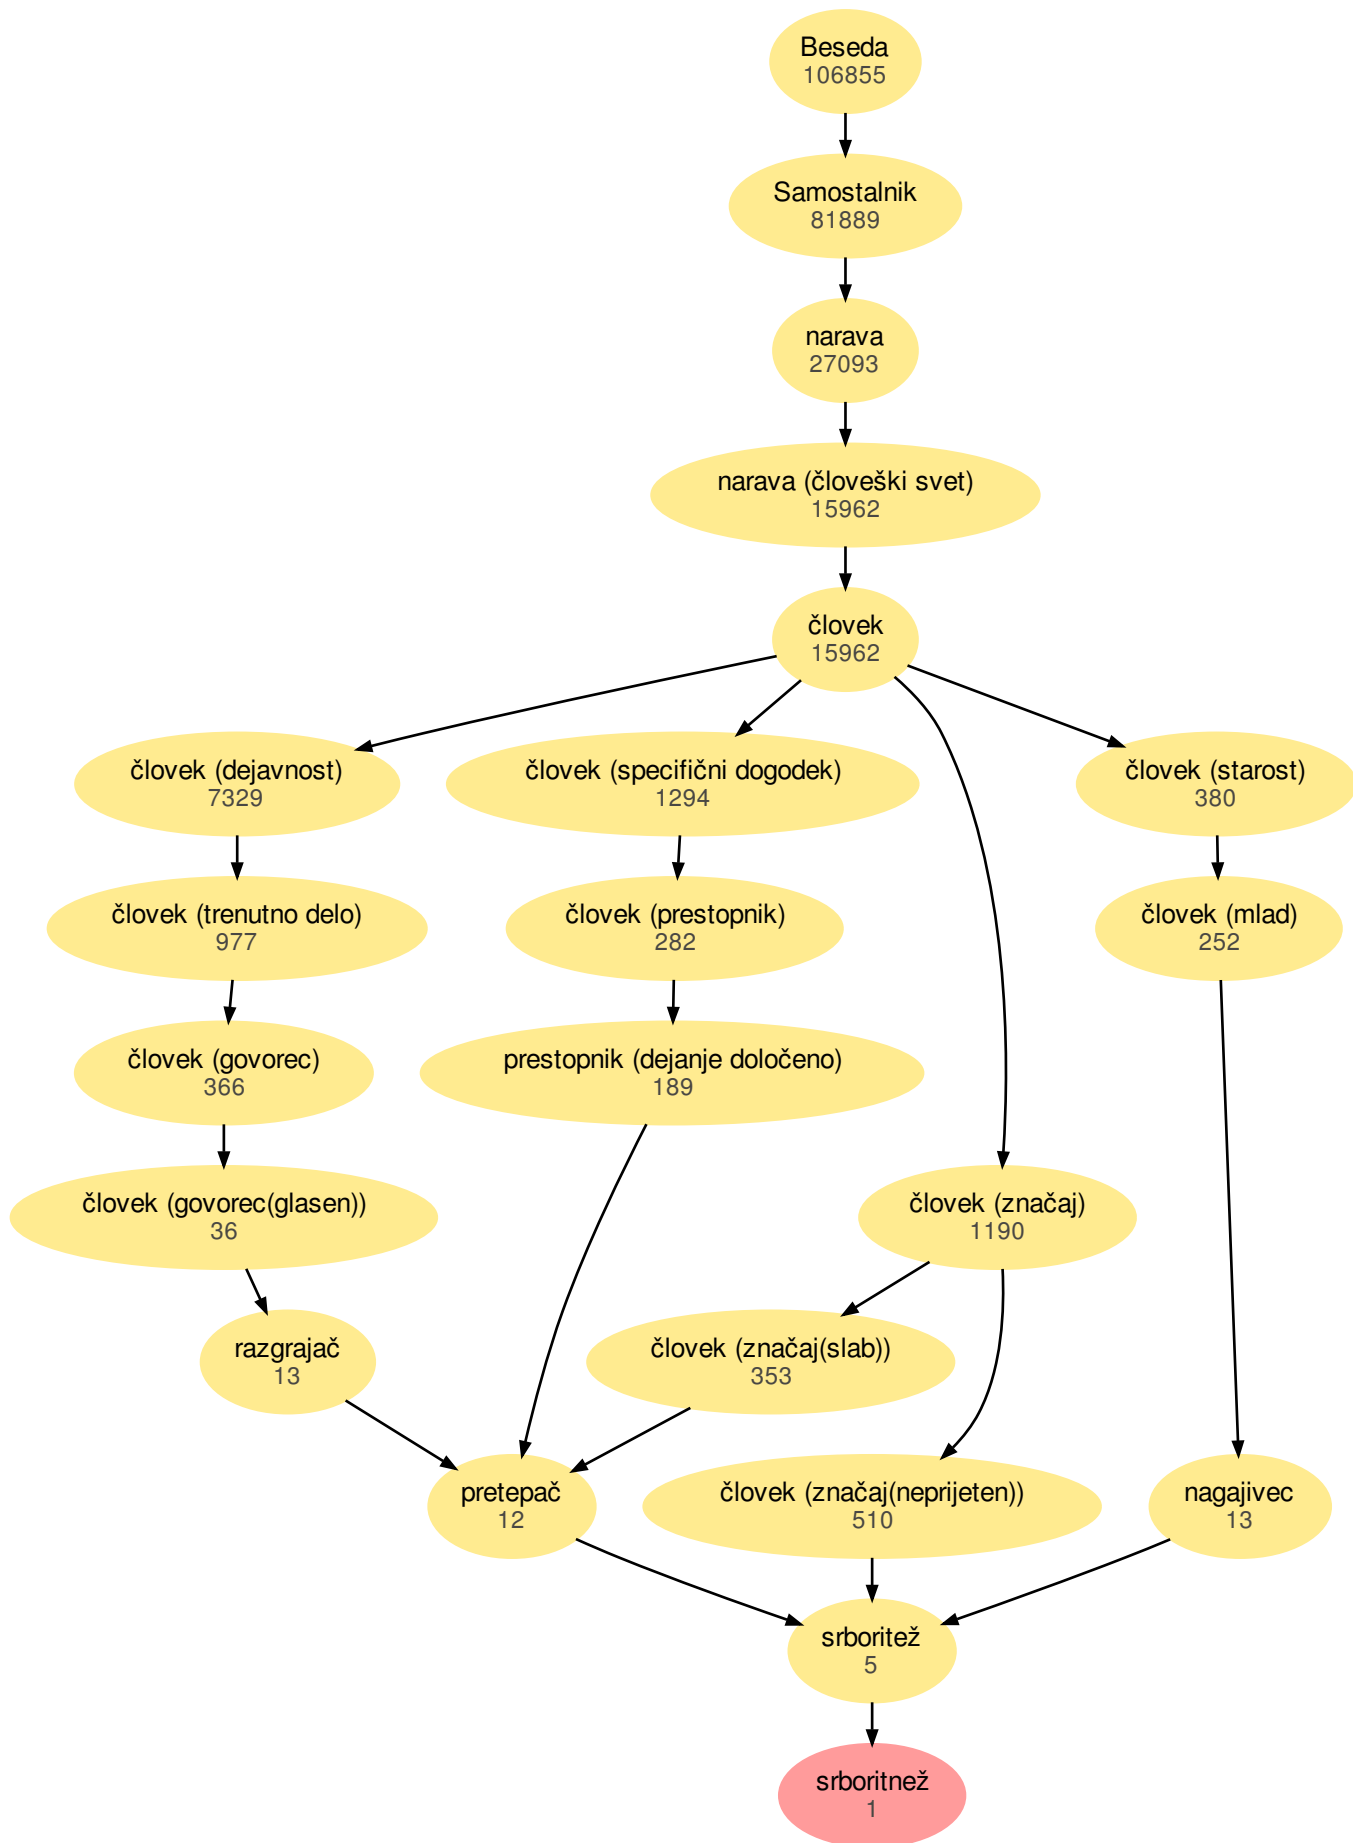 Beseda
106855
Samostalnik
81889
narava
27093
narava (človeški svet)
15962
človek
15962
človek (dejavnost)
7329
človek (specifični dogodek)
1294
človek (starost)
380
človek (trenutno delo)
977
človek (prestopnik)
282
človek (mlad)
252
človek (govorec)
366
prestopnik (dejanje določeno)
189
človek (govorec(glasen))
36
človek (značaj)
1190
razgrajač
13
človek (značaj(slab))
353
pretepač
12
človek (značaj(neprijeten))
510
nagajivec
13
srboritež
5
srboritnež
1